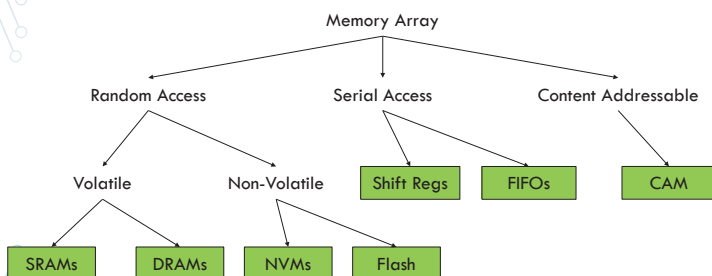 Memory Array
Random Access
Serial Access
Content Addressable
Volatile
Non-Volatile
Shift Regs
FIFOs
CAM
SRAMs
DRAMs
NVMs
Flash